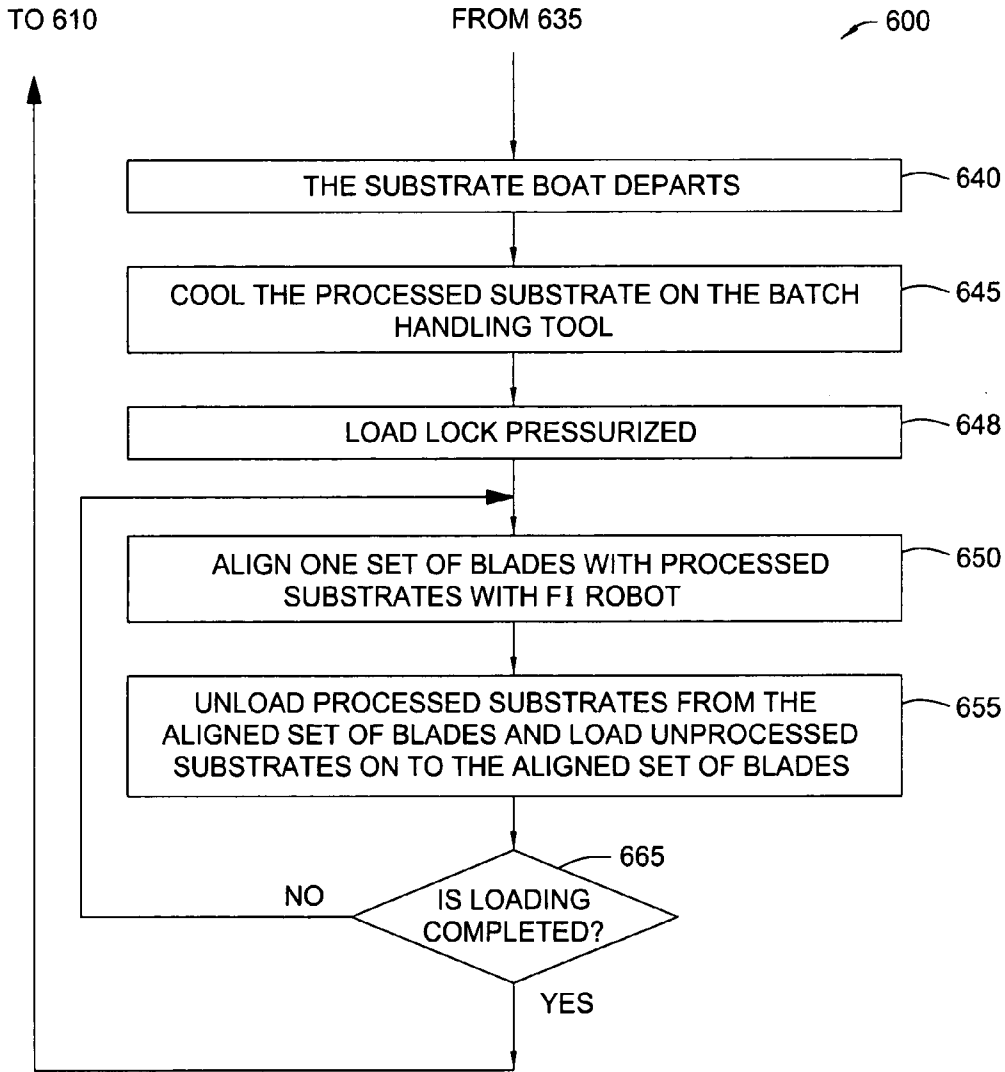 TO 610
FROM 635
600
THE SUBSTRATE BOAT DEPARTS
640
COOL THE PROCESSED SUBSTRATE ON THE BATCH
HANDLING TOOL
645
LOAD LOCK PRESSURIZED
648
ALIGN ONE SET OF BLADES WITH PROCESSED
SUBSTRATES WITH FI ROBOT
650
UNLOAD PROCESSED SUBSTRATES FROM THE
ALIGNED SET OF BLADES AND LOAD UNPROCESSED
SUBSTRATES ON TO THE ALIGNED SET OF BLADES
655
665
NO
IS LOADING
COMPLETED?
YES